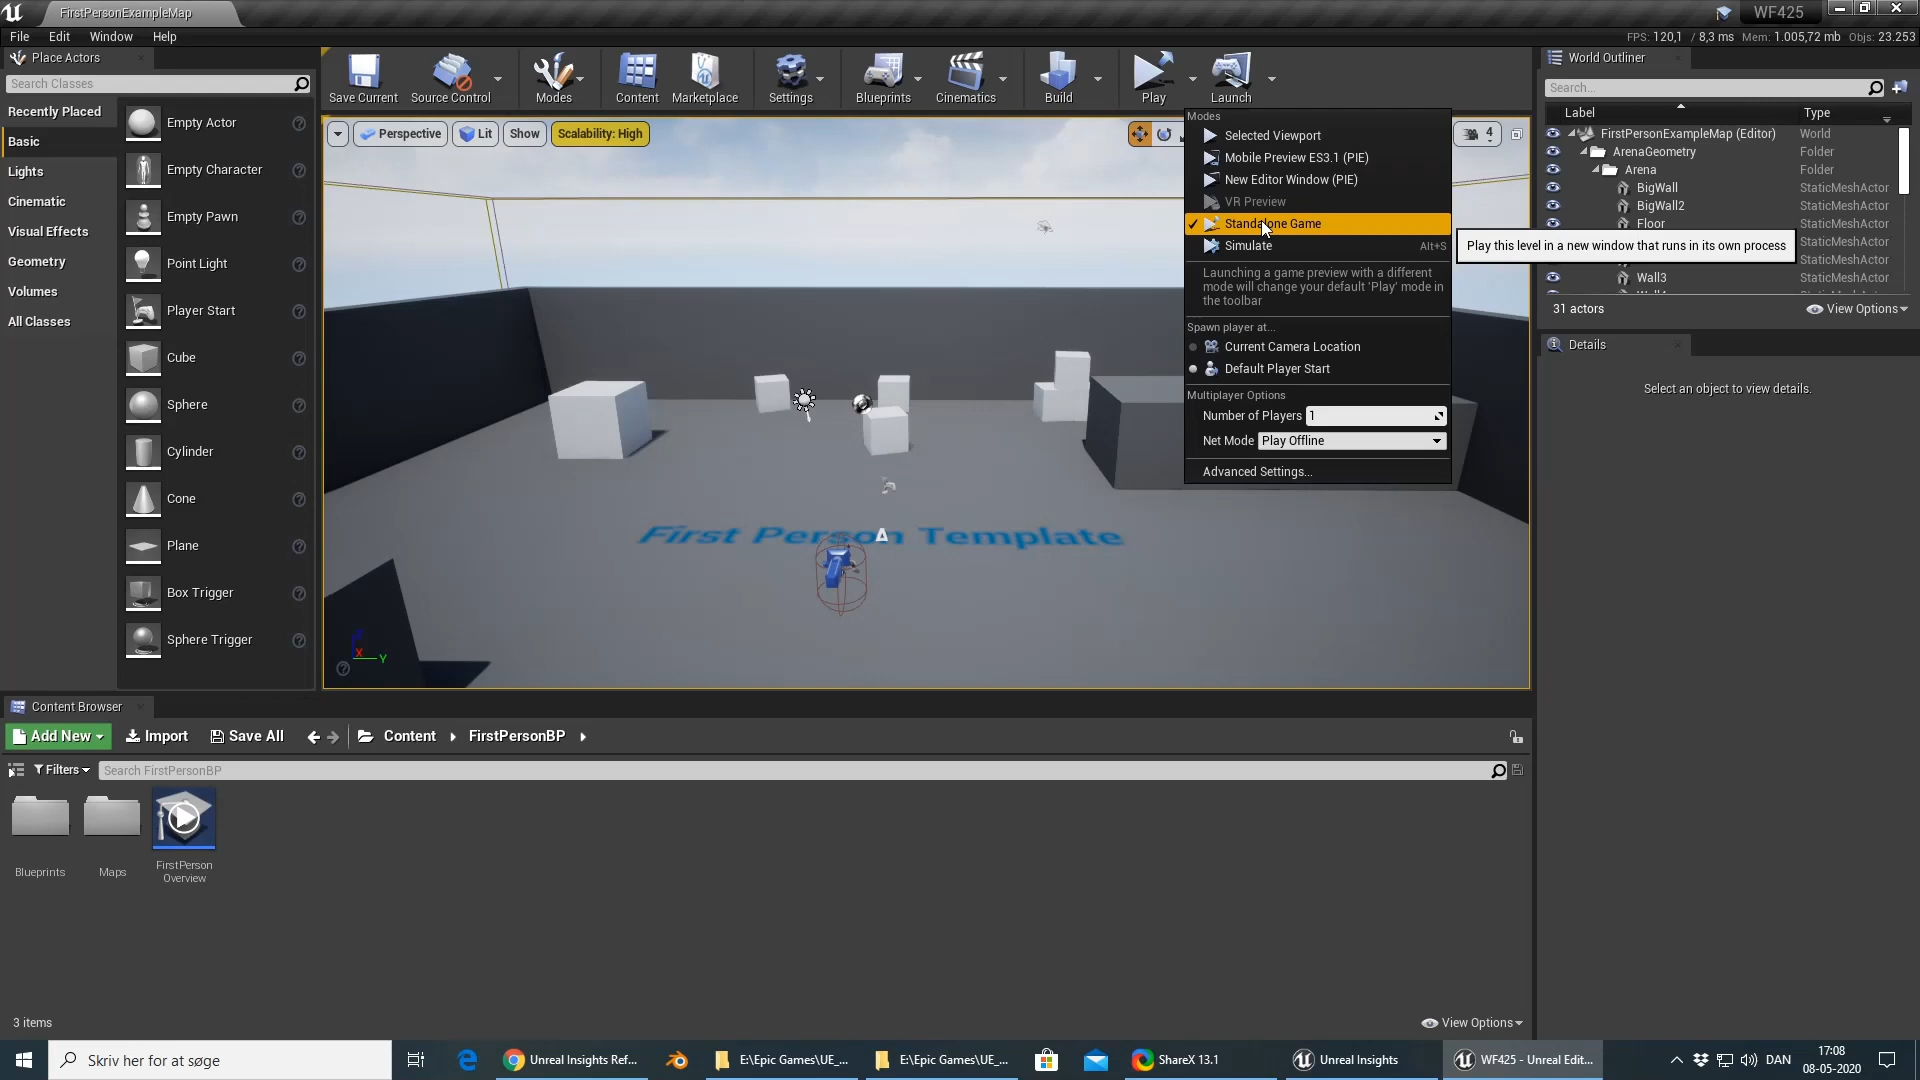 FirstPersonExampleMap
WF425
File Edit Window Help
FPS: 120,1 / 8,3 ms Mem: 1.005,72 mb Objs: 23.253
Place Actors
Search Classes
Recently Placed
Basic
Lights
Cinematic
Visual Effects
Geometry
Volumes
All Classes
Empty Actor
Empty Character
Empty Pawn
Point Light
Player Start
Cube
Sphere
Cylinder
Cone
Plane
Box Trigger
Sphere Trigger
Save Current
Source Control
Modes
Content
Marketplace
Settings
Blueprints
Cinematics
Build
Play
Launch
Perspective
Lit
Show
Scalability: High
4
First Person Template
Z
X
Y
Modes
Selected Viewport
Mobile Preview ES3.1 (PIE)
New Editor Window (PIE)
VR Preview
Standalone Game
Simulate Alt+S
Launching a game preview with a different
mode will change your default 'Play' mode in
the toolbar
Spawn player at...
Current Camera Location
Default Player Start
Multiplayer Options
Number of Players 1
Net Mode Play Offline
Advanced Settings...
Play this level in a new window that runs in its own process
World Outliner
Search...
Label Type
FirstPersonExampleMap (Editor) World
ArenaGeometry Folder
Arena Folder
BigWall StaticMeshActor
BigWall2 StaticMeshActor
Floor StaticMeshActor
StaticMeshActor
StaticMeshActor
Wall3 StaticMeshActor
31 actors
View Options
Details
Select an object to view details.
Content Browser
Add New
Import
Save All
Content
FirstPersonBP
Filters
Search FirstPersonBP
Blueprints
Maps
FirstPerson
Overview
3 items
View Options
Skriv her for at søge
Unreal Insights Ref...
E:\Epic Games\UE_...
E:\Epic Games\UE_...
ShareX 13.1
Unreal Insights
WF425 - Unreal Edit...
DAN
17:08
08-05-2020